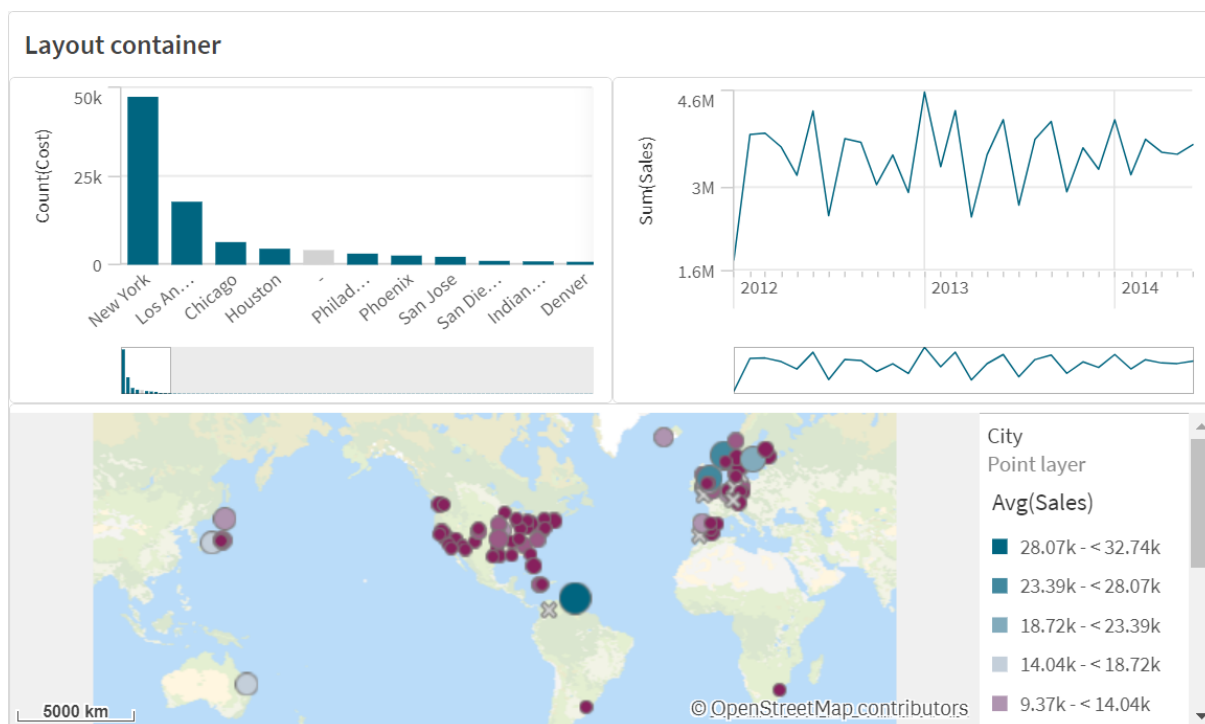 Layout container
50k
25k
0
Count(Cost)
New York
Los An...
Chicago
Houston
-
Philad...
Phoenix
San Jose
San Die...
Indian...
Denver
4.6M
3M
1.6M
Sum(Sales)
2012
2013
2014
5000 km
© OpenStreetMap contributors
City
Point layer
Avg(Sales)
28.07k - < 32.74k
23.39k - < 28.07k
18.72k - < 23.39k
14.04k - < 18.72k
9.37k - < 14.04k